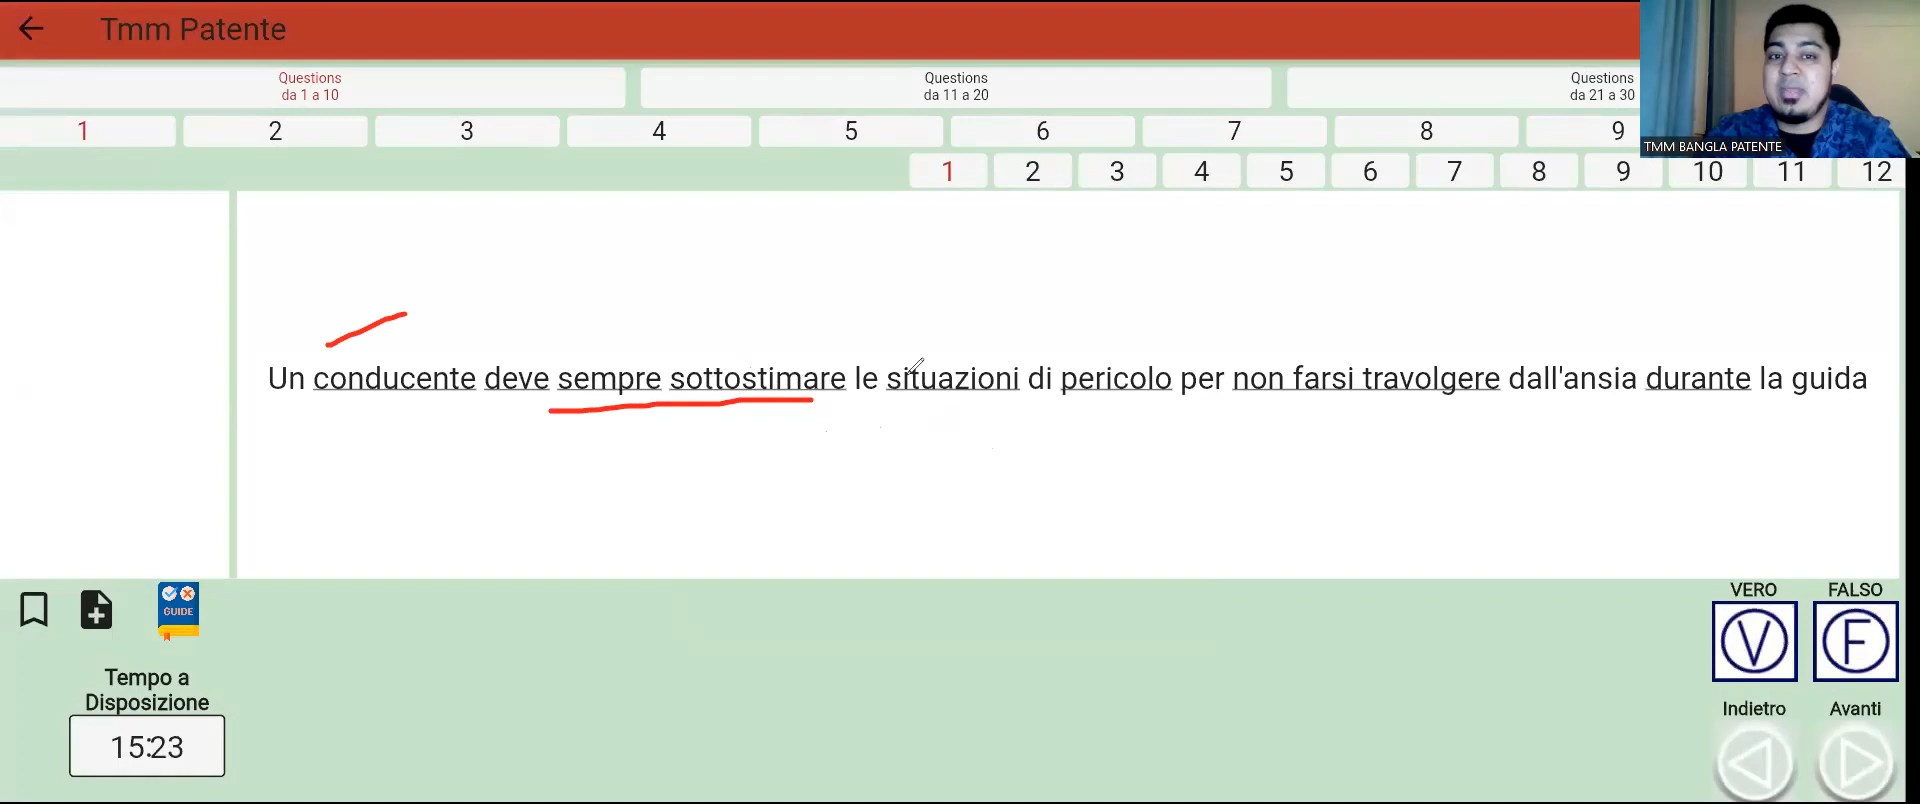 Tmm Patente
Questions
da 1 a 10
Questions
da 11 a 20
Questions
da 21 a 30
1 2 3 4 5 6 7 8 9
TMM BANGLA PATENTE
1 2 3 4 5 6 7 8 9 10 11 12
Un conducente deve sempre sottostimare le situazioni di pericolo per non farsi travolgere dall'ansia durante la guida
GUIDE
VERO FALSO
V F
Tempo a
Disposizione
15:23
Indietro Avanti